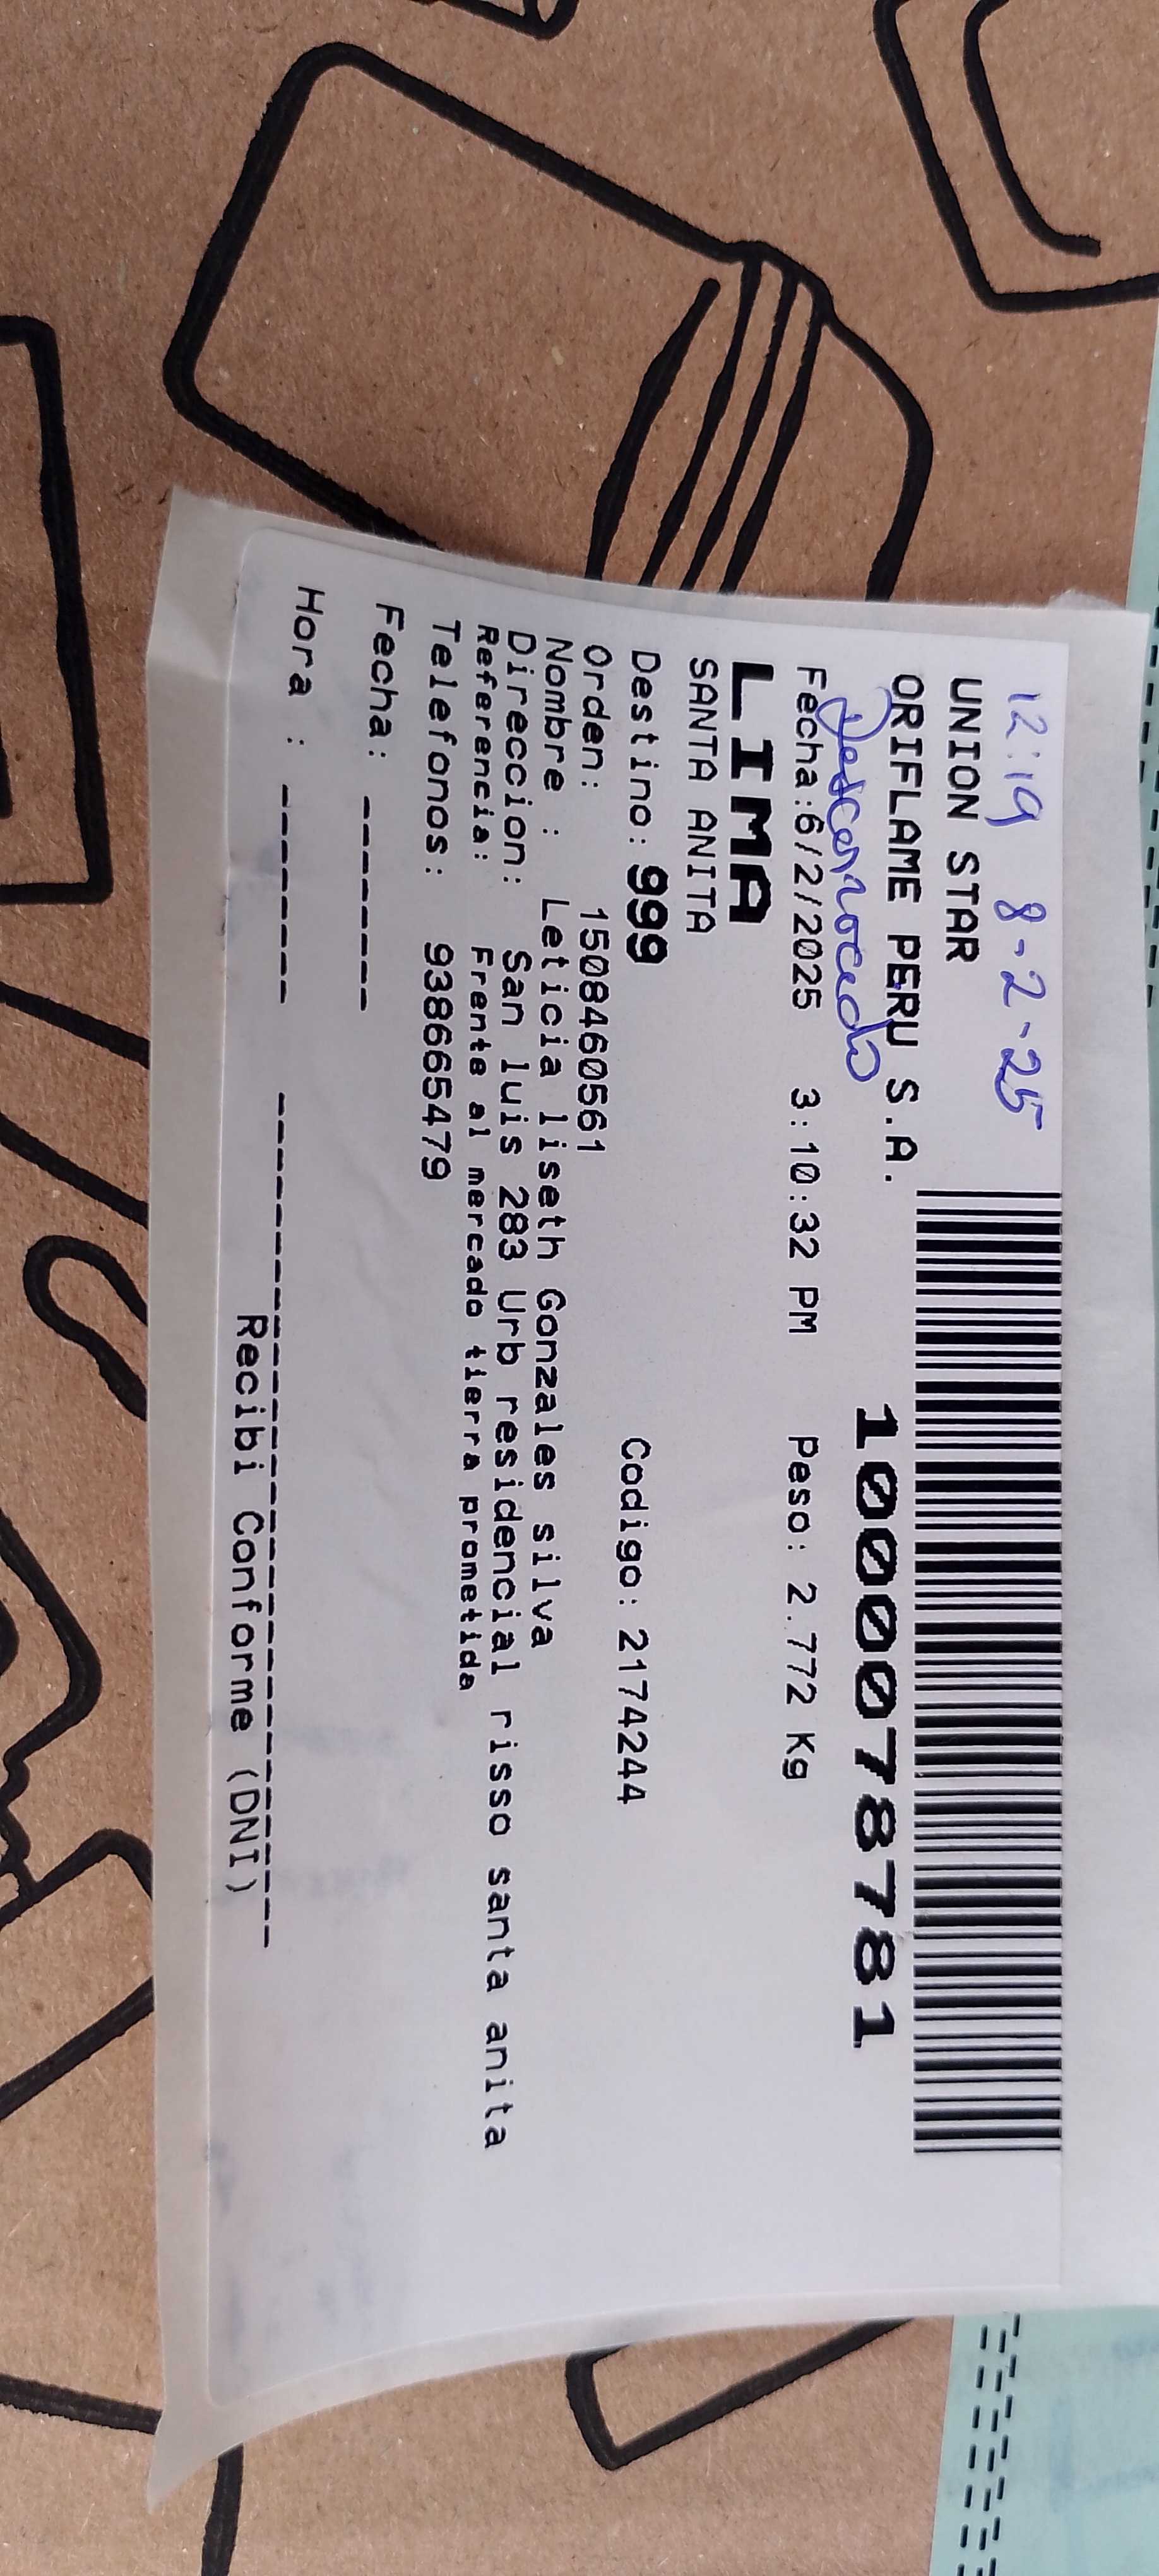 12:19 8-2-25
UNION STAR
ORIFLAME PERU S.A.
1000787781
Desconocido
Fecha:6/2/2025 3:10:32 PM Peso: 2.772 Kg
LIMA
SANTA ANITA
Destino: 999 Codigo: 2174244
Orden: 1508460561
Nombre : Leticia liseth Gonzales silva
Direccion: San luis 283 Urb residencial risso santa anita
Referencia: Frente al mercado tierra prometida
Telefonos: 938665479
Fecha: ------
Hora : ------
Recibi Conforme (DNI)